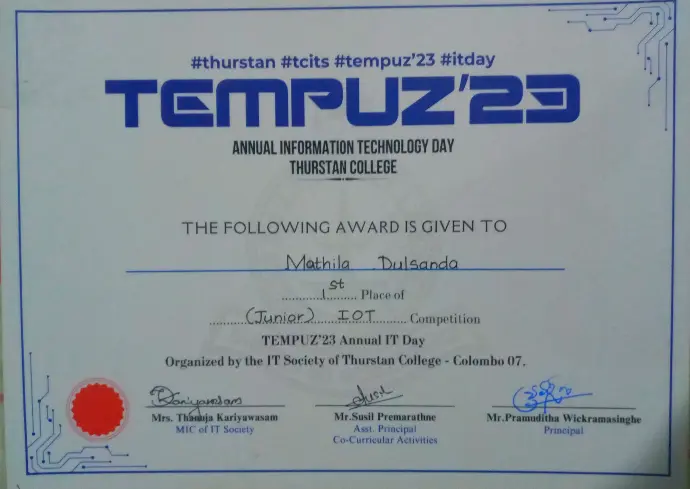 #thurstan #tcits #tempuz'23 #itday
TEMPUZ'23
ANNUAL INFORMATION TECHNOLOGY DAY
THURSTAN COLLEGE
THE FOLLOWING AWARD IS GIVEN TO
Mathila Dulsanda
1st Place of
(Junior) IOT Competition
TEMPUZ'23 Annual IT Day
Organized by the IT Society of Thurstan College - Colombo 07.
Mrs. Thanuja Kariyawasam
MIC of IT Society
Mr.Susil Premarathne
Asst. Principal
Co-Curricular Activities
Mr.Pramuditha Wickramasinghe
Principal